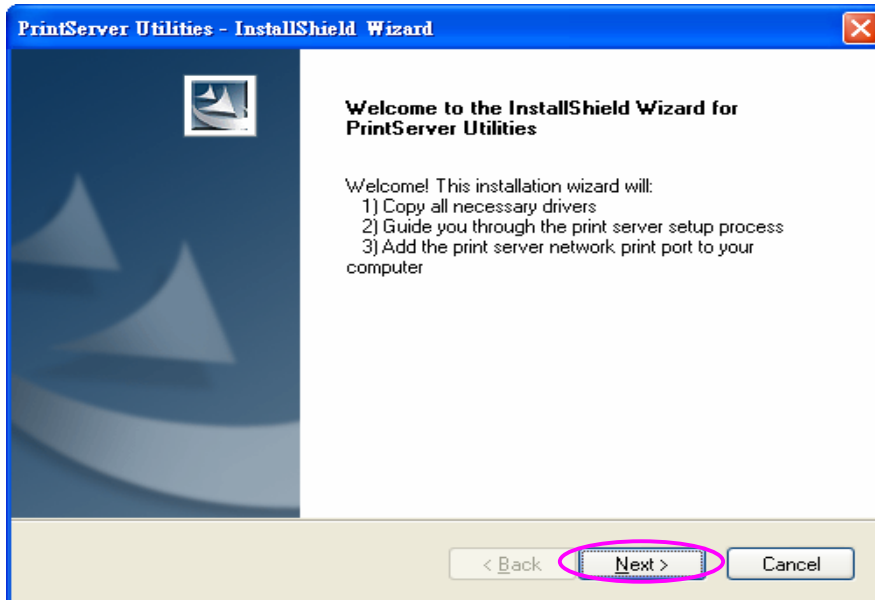 PrintServer Utilities - InstallShield Wizard
Welcome to the InstallShield Wizard for
PrintServer Utilities
Welcome! This installation wizard will:
1) Copy all necessary drivers
2) Guide you through the print server setup process
3) Add the print server network print port to your
computer
< Back
Next >
Cancel